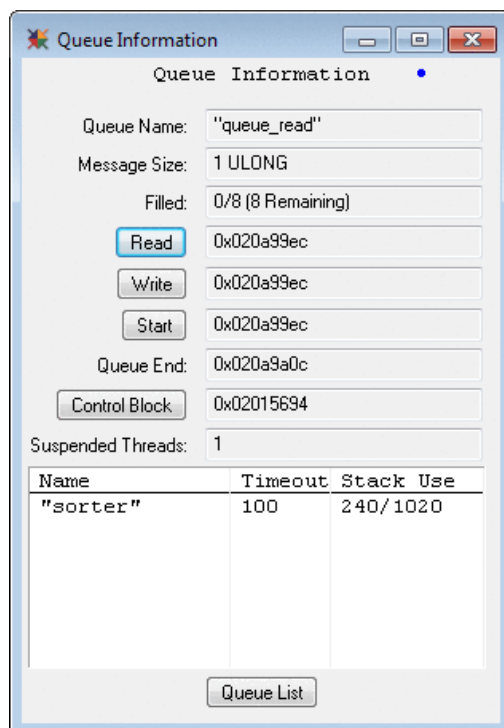 Queue Information
Queue Information
Queue Name: "queue_read"
Message Size: 1 ULONG
Filled: 0/8 (8 Remaining)
Read 0x020a99ec
Write 0x020a99ec
Start 0x020a99ec
Queue End: 0x020a9a0c
Control Block 0x02015694
Suspended Threads: 1
Name Timeout Stack Use
"sorter" 100 240/1020
Queue List